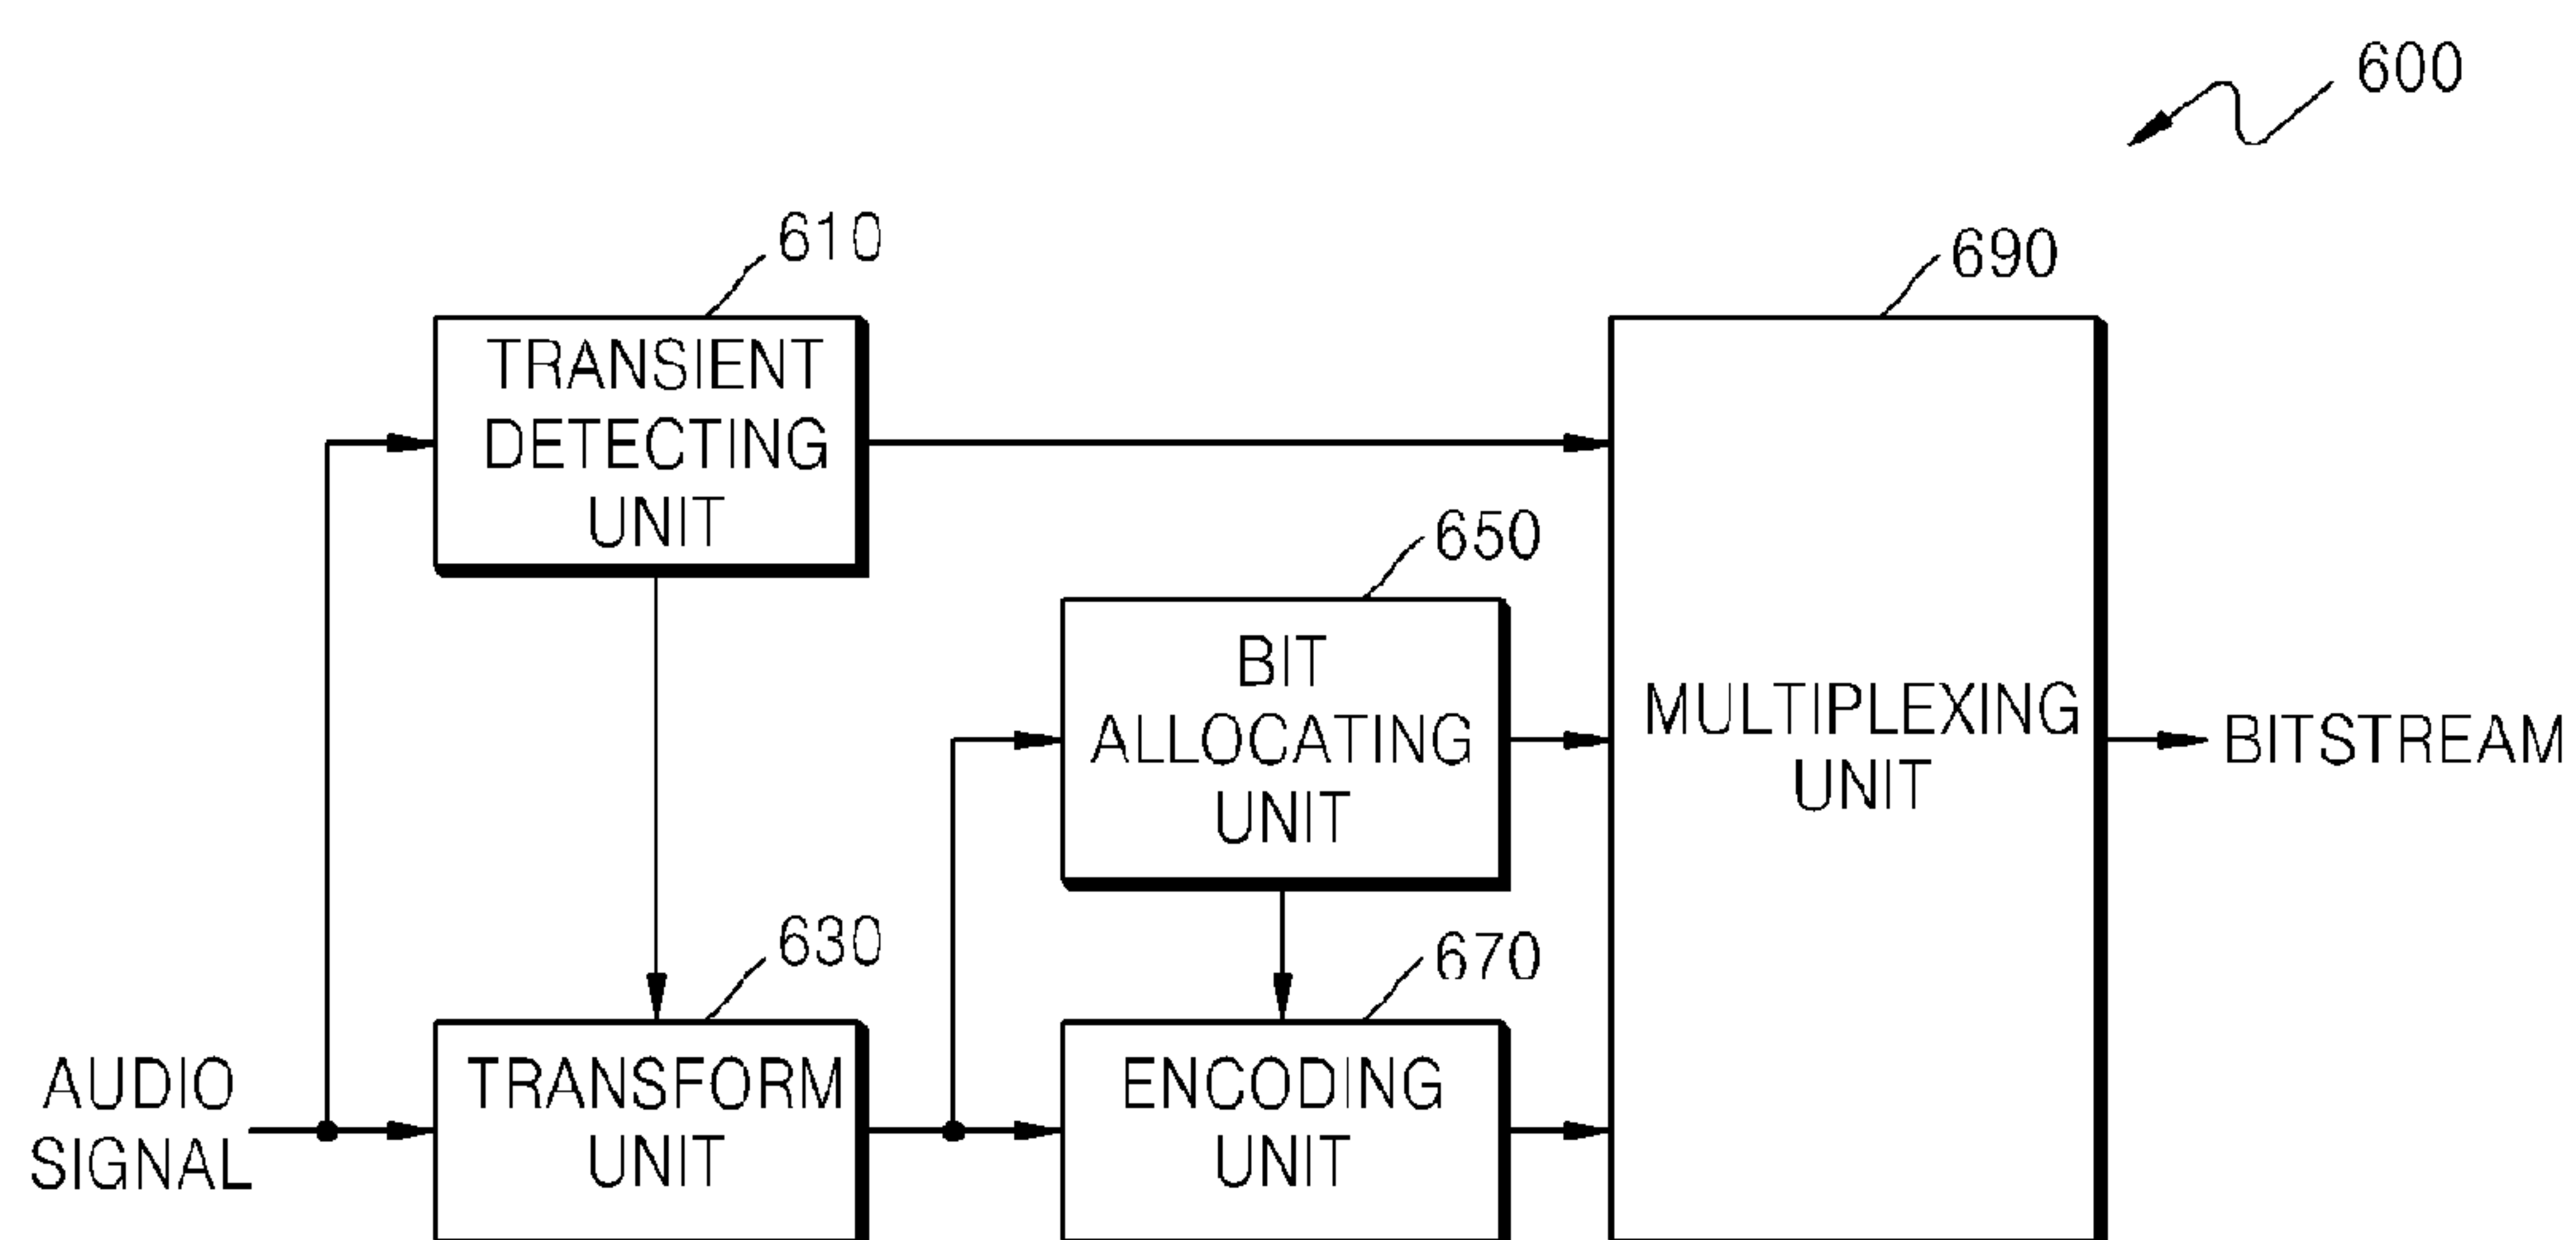 600
610
690
TRANSIENT
DETECTING
UNIT
650
BIT
ALLOCATING
UNIT
MULTIPLEXING
UNIT
BITSTREAM
630
670
AUDIO
SIGNAL
TRANSFORM
UNIT
ENCODING
UNIT